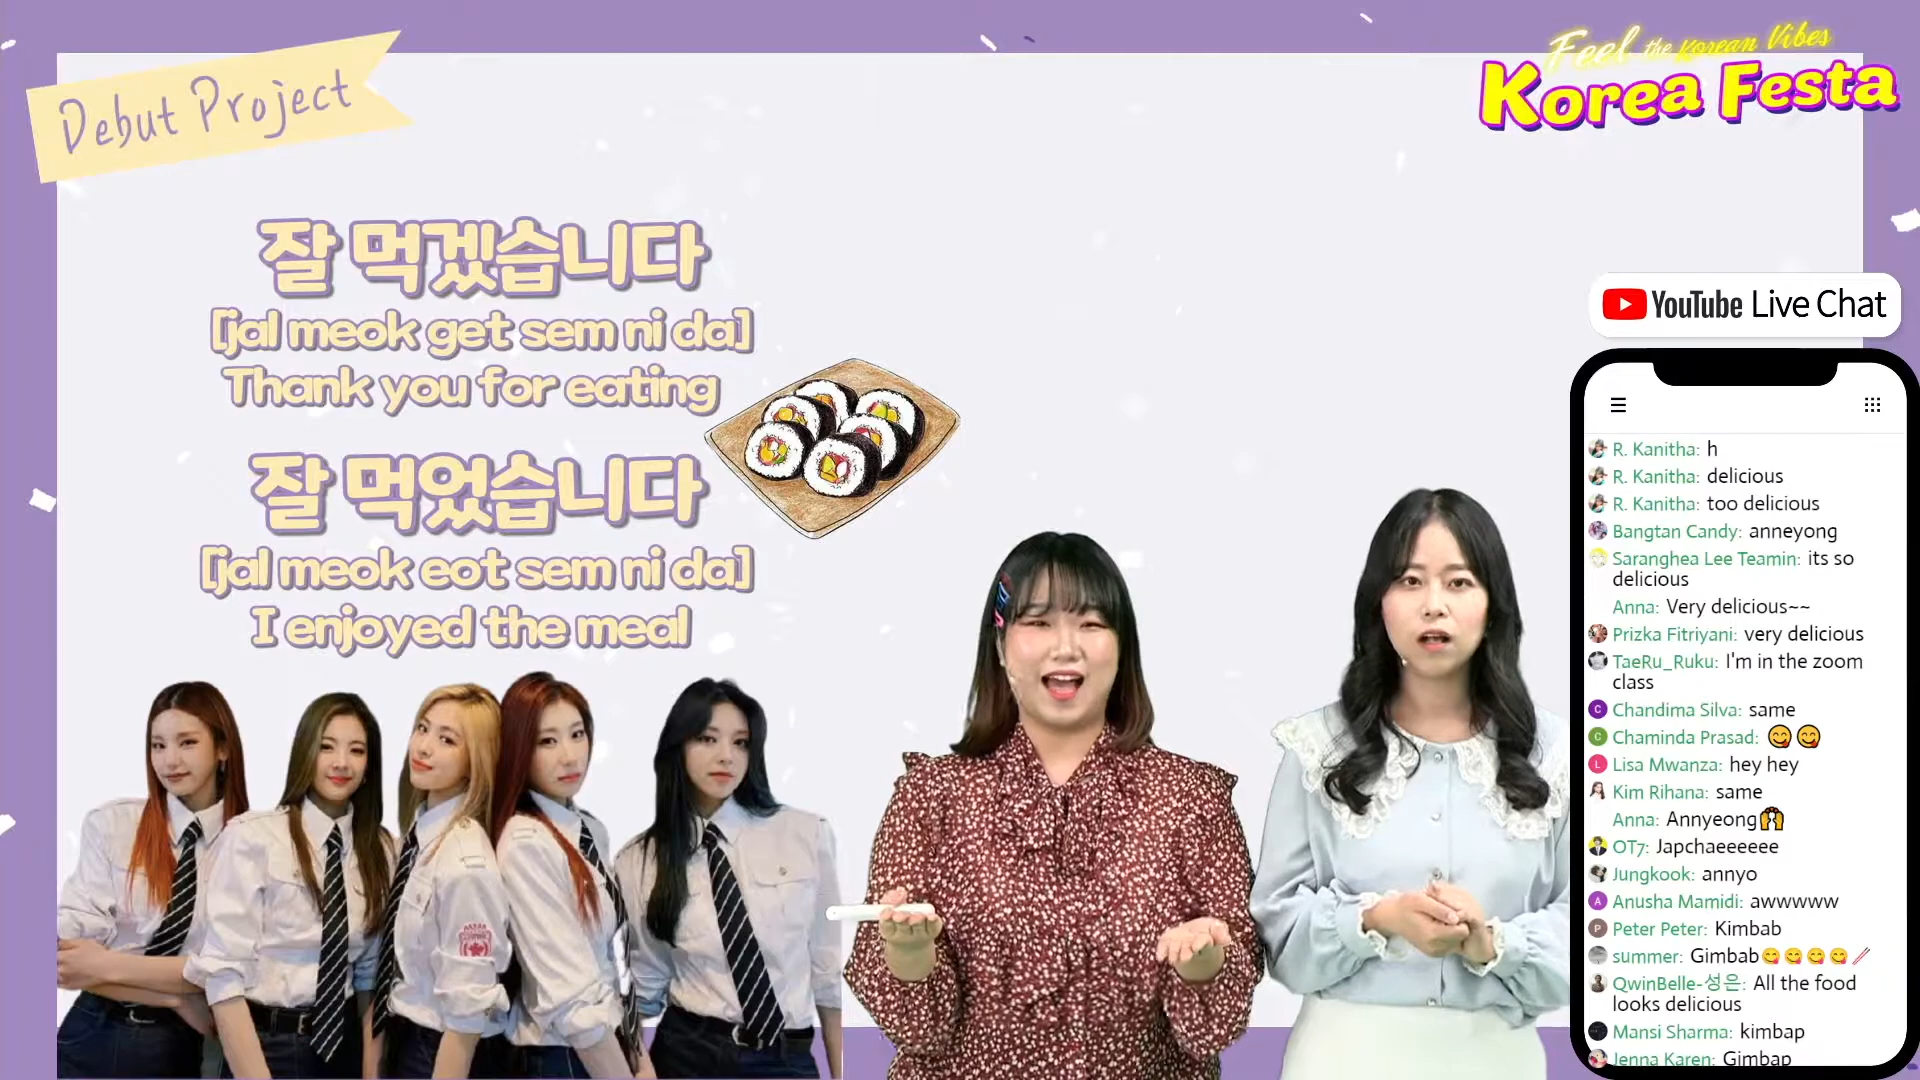 Debut Project
Feel the Korean Vibes
Korea Festa
잘 먹겠습니다
[jal meok get sem ni da]
Thank you for eating
잘 먹었습니다
[jal meok eot sem ni da]
I enjoyed the meal
YouTube Live Chat
R. Kanitha: h
R. Kanitha: delicious
R. Kanitha: too delicious
Bangtan Candy: anneyong
Saranghea Lee Teamin: its so
delicious
Anna: Very delicious~~
Prizka Fitriyani: very delicious
TaeRu_Ruku: I'm in the zoom
class
C Chandima Silva: same
C Chaminda Prasad: 😋 😋
L Lisa Mwanza: hey hey
Kim Rihana: same
Anna: Annyeong🙌
OT7: Japchaeeeeee
Jungkook: annyo
A Anusha Mamidi: awwwww
P Peter Peter: Kimbab
summer: Gimbab😋😋😋😋🥢
QwinBelle-성은: All the food
looks delicious
Mansi Sharma: kimbap
Jenna Karen: Gimbap